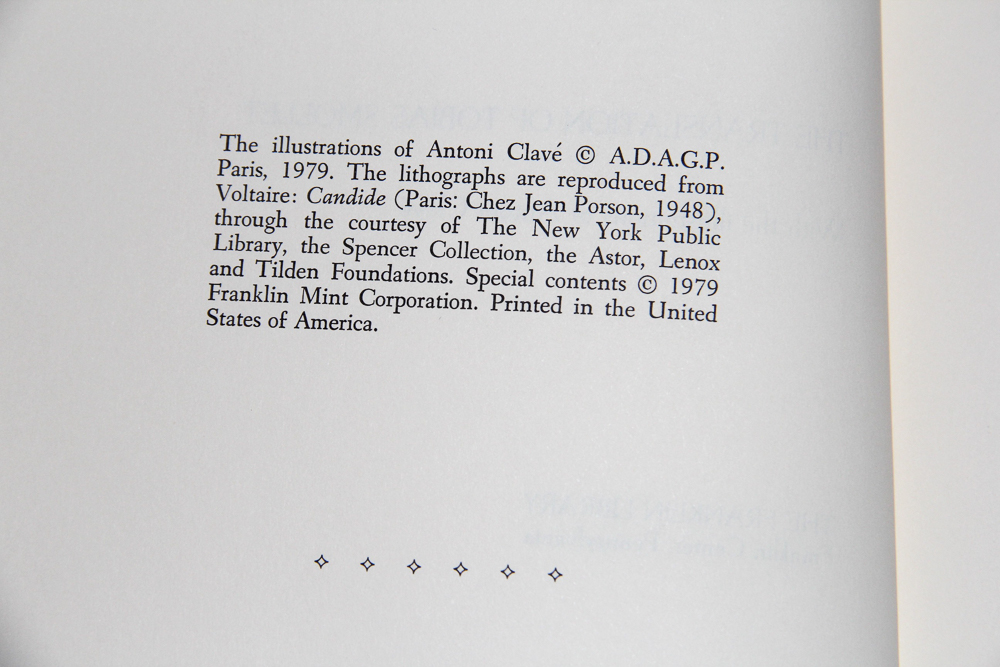 The illustrations of Antoni Clavé © A.D.A.G.P.
Paris, 1979. The lithographs are reproduced from
Voltaire: Candide (Paris: Chez Jean Porson, 1948),
through the courtesy of The New York Public
Library, the Spencer Collection, the Astor, Lenox
and Tilden Foundations. Special contents © 1979
Franklin Mint Corporation. Printed in the United
States of America.